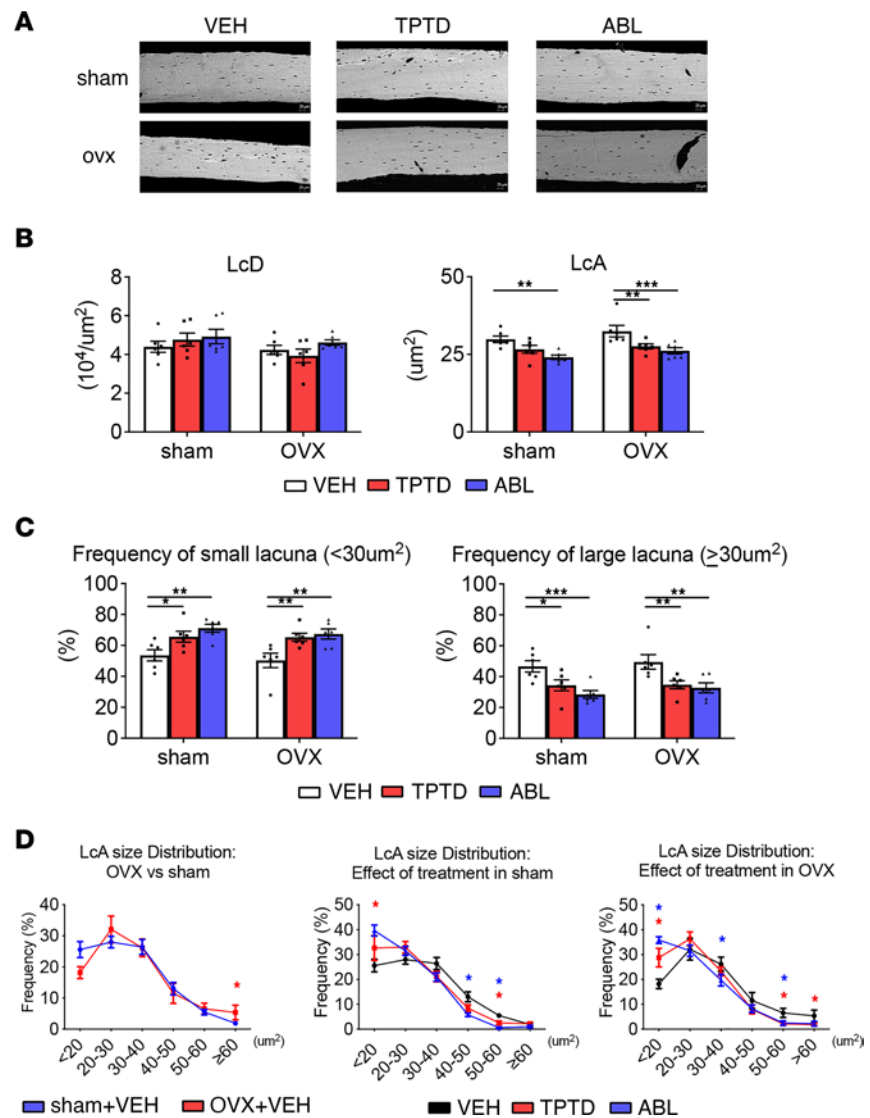 A
VEH TPTD ABL
sham
ovx
B
LcD
LcA
(10⁴/um²)
8
6
4
2
0
sham OVX
(um²)
50
25
0
** *** **
sham OVX
VEH TPTD ABL
C
Frequency of small lacuna (<30um²)
Frequency of large lacuna (≥30um²)
(%)
100
80
60
40
20
0
** * ** **
sham OVX
(%)
100
80
60
40
20
0
*** * ** **
sham OVX
VEH TPTD ABL
D
LcA size Distribution:
OVX vs sham
LcA size Distribution:
Effect of treatment in sham
LcA size Distribution:
Effect of treatment in OVX
Frequency (%)
40
30
20
10
0
*
<20 20-30 30-40 40-50 50-60 ≥60 (um²)
Frequency (%)
50
40
30
20
10
0
* * * *
<20 20-30 30-40 40-50 50-60 ≥60 (um²)
Frequency (%)
50
40
30
20
10
0
* * * * * *
<20 20-30 30-40 40-50 50-60 >60 (um²)
sham+VEH OVX+VEH
VEH TPTD ABL